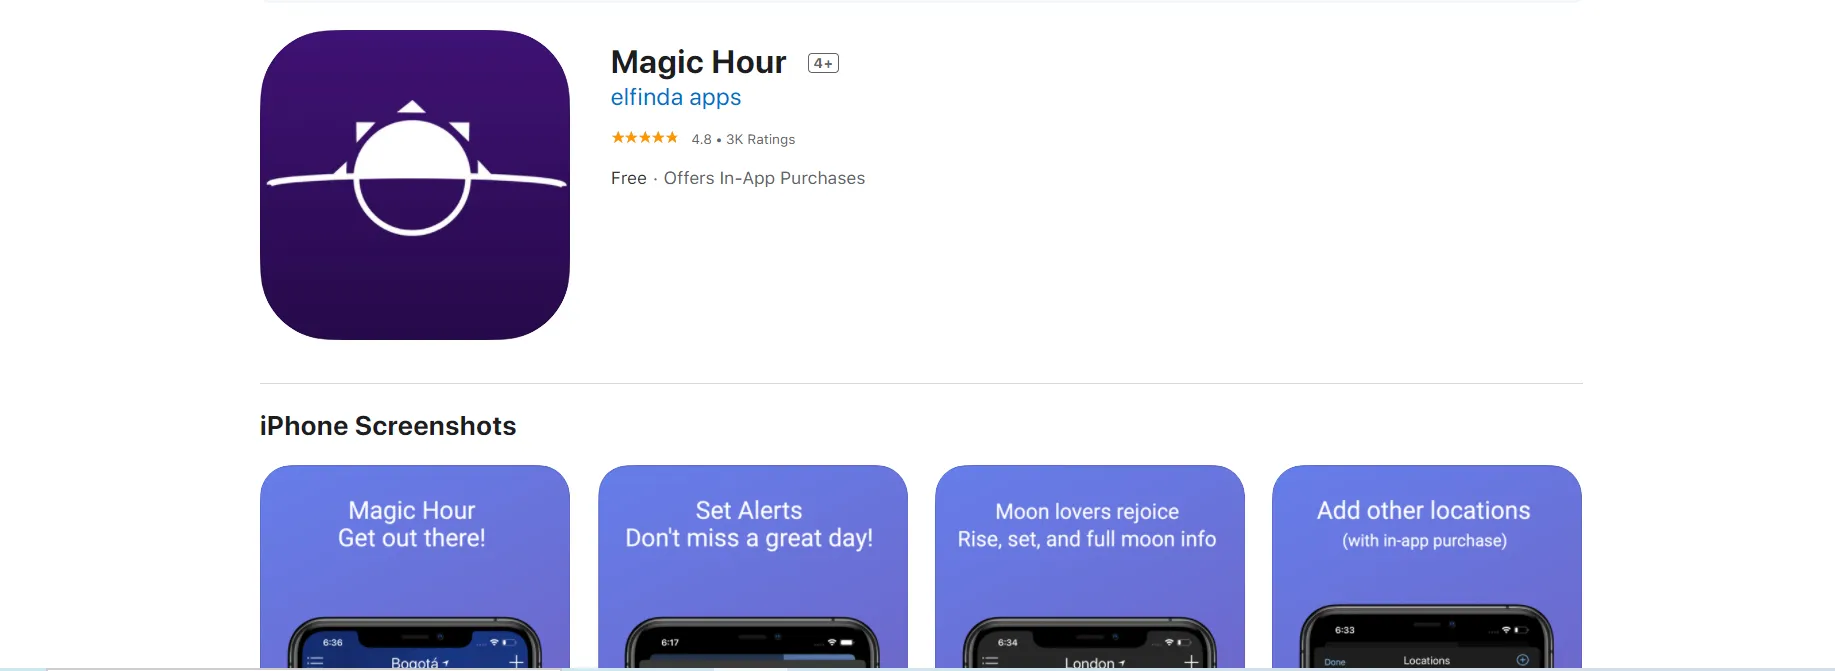 Magic Hour 4+
elfinda apps
4.8 • 3K Ratings
Free · Offers In-App Purchases
iPhone Screenshots
Magic Hour
Get out there!
6:36
Bogotá
Set Alerts
Don't miss a great day!
6:17
Moon lovers rejoice
Rise, set, and full moon info
6:34
London
Add other locations
(with in-app purchase)
6:33
Done Locations